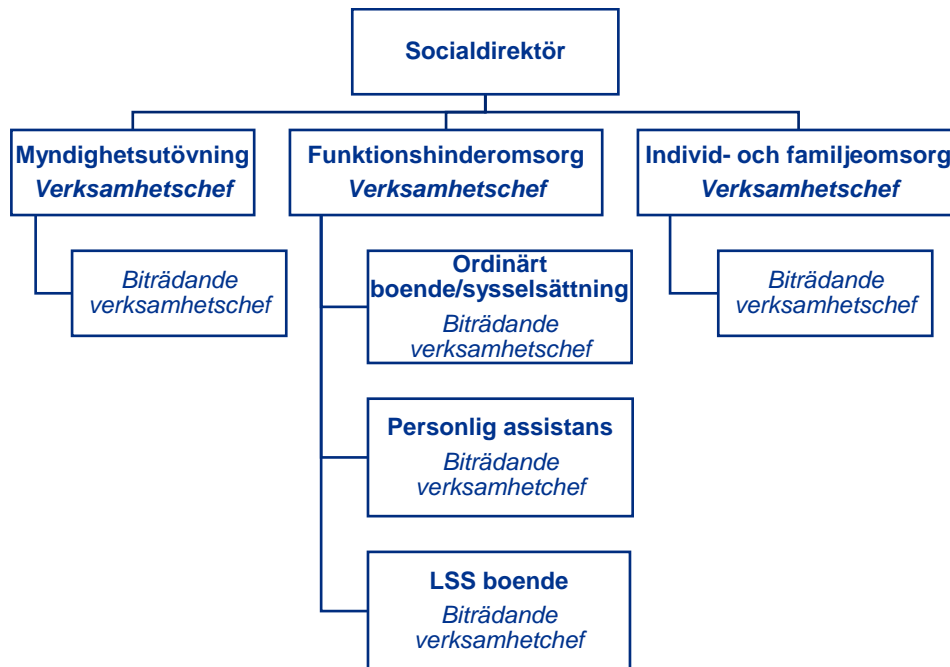 Socialdirektör
Myndighetsutövning
Verksamhetschef
Funktionshinderomsorg
Verksamhetschef
Individ- och familjeomsorg
Verksamhetschef
Biträdande
verksamhetschef
Ordinärt
boende/sysselsättning
Biträdande
verksamhetschef
Biträdande
verksamhetschef
Personlig assistans
Biträdande
verksamhetchef
LSS boende
Biträdande
verksamhetchef